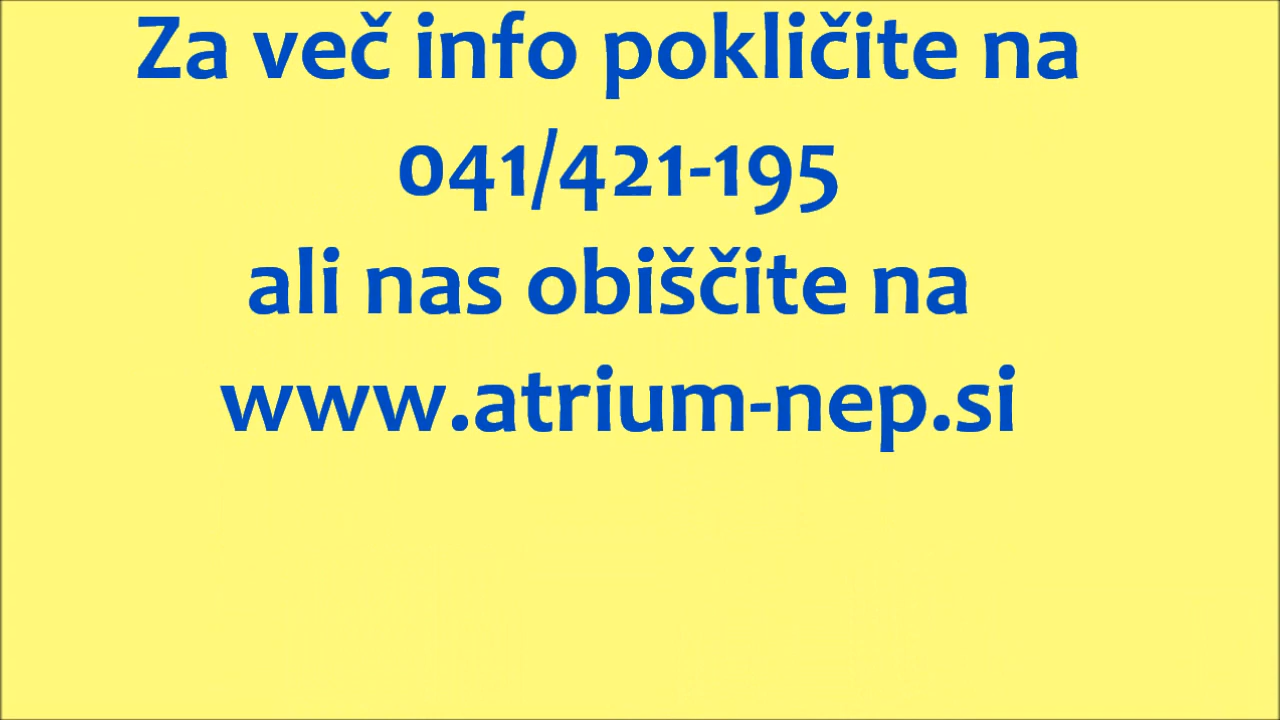 Za več info pokličite na
041/421-195
ali nas obiščite na
www.atrium-nep.si